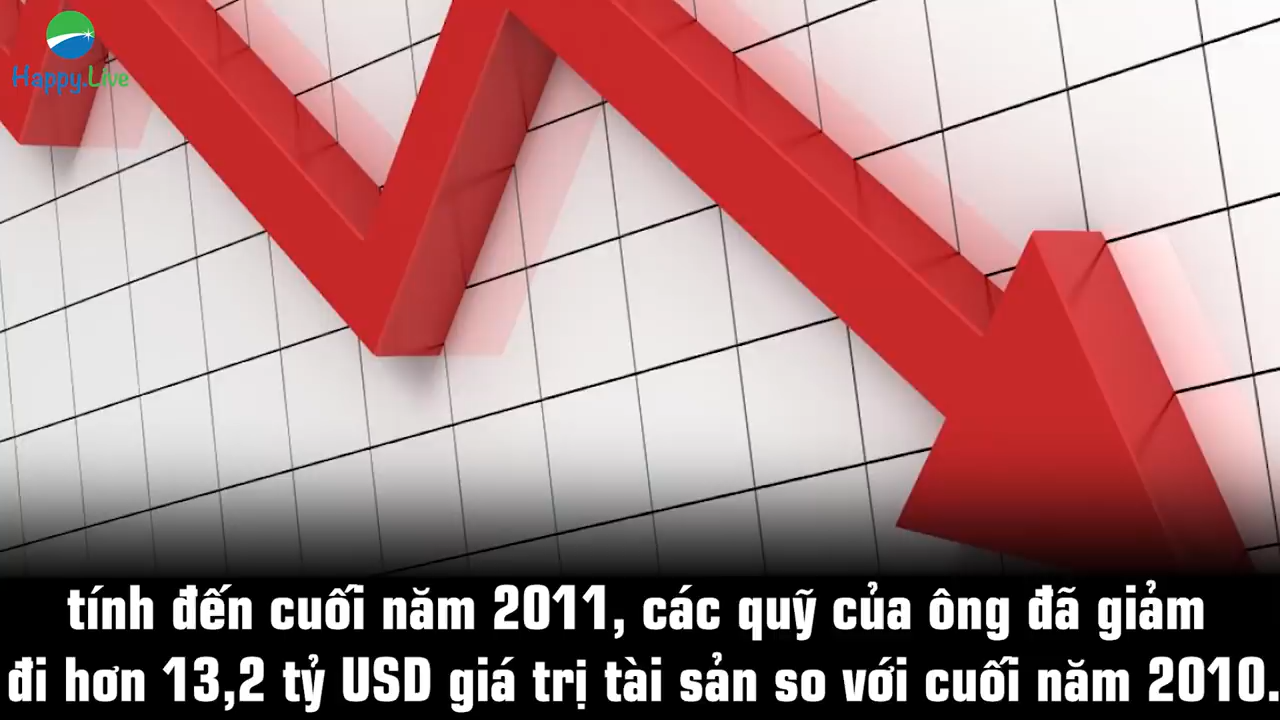 Happy.Live
tính đến cuối năm 2011, các quỹ của ông đã giảm
đi hơn 13,2 tỷ USD giá trị tài sản so với cuối năm 2010.